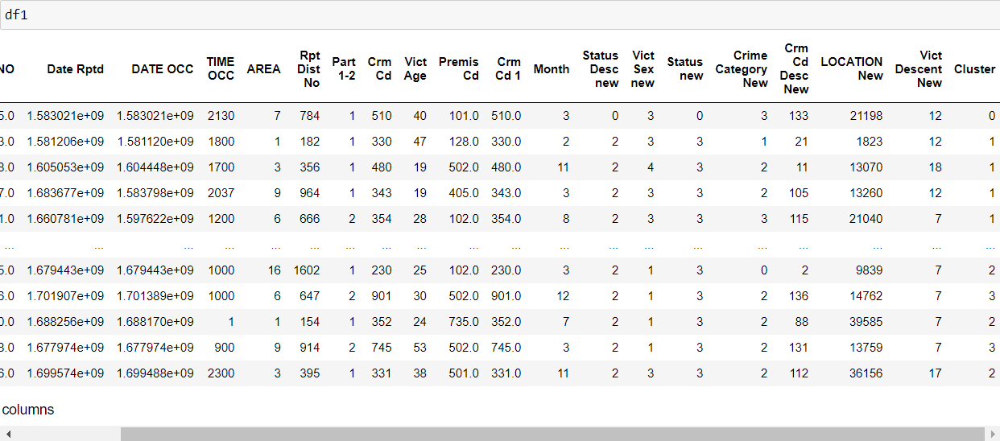 df1
NO Date Rptd DATE OCC TIME OCC AREA Rpt Dist No Part 1-2 Crm Cd Vict Age Premis Cd Crm Cd 1 Month Status Desc new Vict Sex new Status new Crime Category New Crm Cd Desc New LOCATION New Vict Descent New Cluster
5.0 1.583021e+09 1.583021e+09 2130 7 784 1 510 40 101.0 510.0 3 0 3 0 3 133 21198 12 0
3.0 1.581206e+09 1.581120e+09 1800 1 182 1 330 47 128.0 330.0 2 2 3 3 1 21 1823 12 1
3.0 1.605053e+09 1.604448e+09 1700 3 356 1 480 19 502.0 480.0 11 2 4 3 2 11 13070 18 1
7.0 1.683677e+09 1.583798e+09 2037 9 964 1 343 19 405.0 343.0 3 2 3 3 2 105 13260 12 1
1.0 1.660781e+09 1.597622e+09 1200 6 666 2 354 28 102.0 354.0 8 2 3 3 3 115 21040 7 1
... ... ... ... ... ... ... ... ... ... ... ... ... ... ... ... ... ... ... ...
5.0 1.679443e+09 1.679443e+09 1000 16 1602 1 230 25 102.0 230.0 3 2 1 3 0 2 9839 7 2
6.0 1.701907e+09 1.701389e+09 1000 6 647 2 901 30 502.0 901.0 12 2 1 3 2 136 14762 7 3
0.0 1.688256e+09 1.688170e+09 1 1 154 1 352 24 735.0 352.0 7 2 1 3 2 88 39585 7 2
3.0 1.677974e+09 1.677974e+09 900 9 914 2 745 53 502.0 745.0 3 2 1 3 2 131 13759 7 3
6.0 1.699574e+09 1.699488e+09 2300 3 395 1 331 38 501.0 331.0 11 2 3 3 2 112 36156 17 2
columns